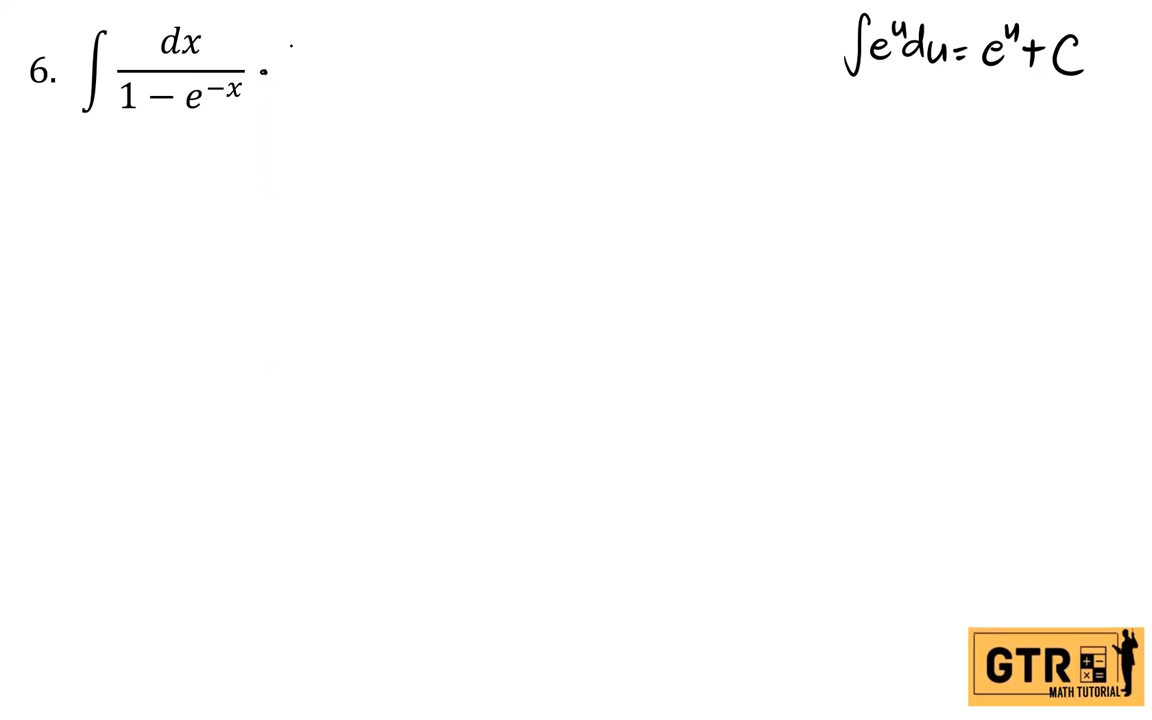 6. ∫ dx / (1 − e^{−x}) ·
∫e^u du = e^u + C
GTR
MATH TUTORIAL